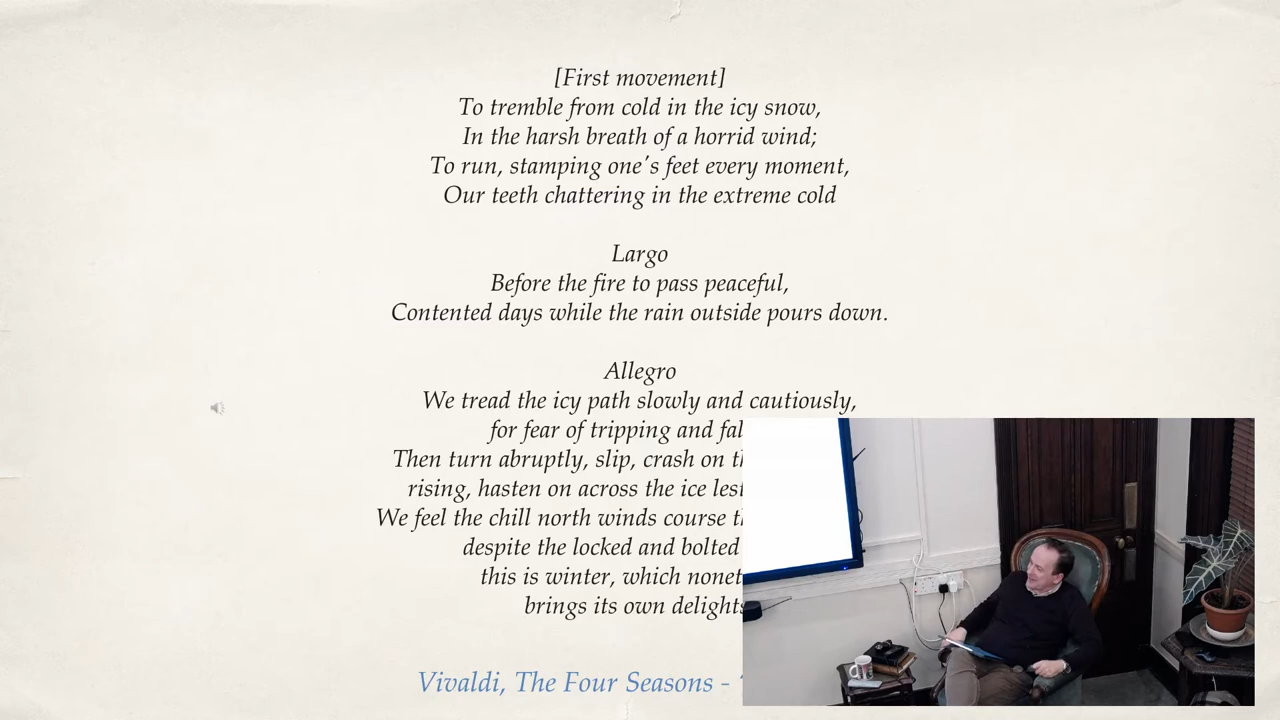 [First movement]
To tremble from cold in the icy snow,
In the harsh breath of a horrid wind;
To run, stamping one's feet every moment,
Our teeth chattering in the extreme cold
Largo
Before the fire to pass peaceful,
Contented days while the rain outside pours down.
Allegro
We tread the icy path slowly and cautiously,
for fear of tripping and
Then turn abruptly, slip, crash on
rising, hasten on across the ice lest
We feel the chill north winds course
despite the locked and bolted
this is winter, which
brings its own delights
Vivaldi, The Four Seasons -